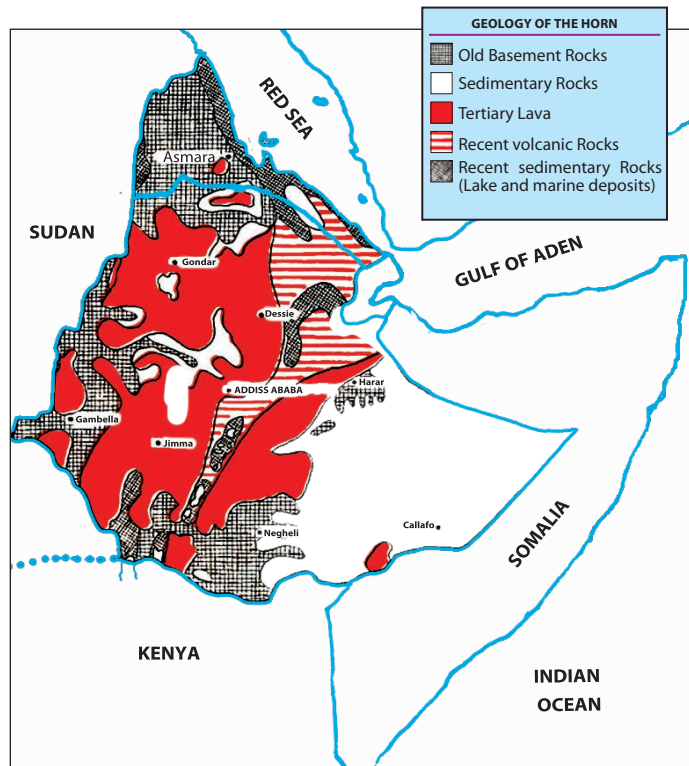 GEOLOGY OF THE HORN
Old Basement Rocks
Sedimentary Rocks
Tertiary Lava
Recent volcanic Rocks
Recent sedimentary Rocks
(Lake and marine deposits)
RED SEA
Asmara
SUDAN
Gondar
GULF OF ADEN
Dessie
ADDISS ABABA
Harar
Gambella
Jimma
Callafo
Negheli
SOMALIA
KENYA
INDIAN
OCEAN